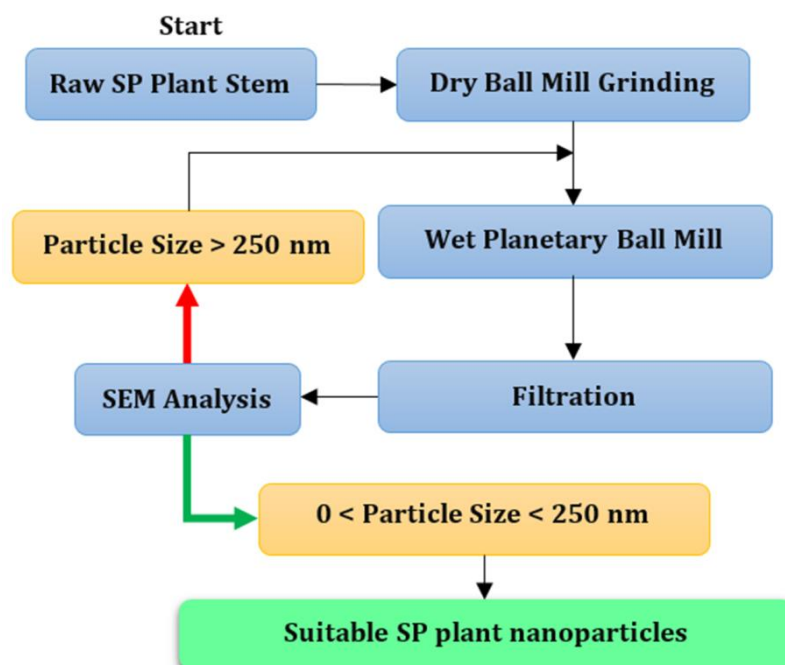 Start
Raw SP Plant Stem
Dry Ball Mill Grinding
Particle Size > 250 nm
Wet Planetary Ball Mill
SEM Analysis
Filtration
0 < Particle Size < 250 nm
Suitable SP plant nanoparticles